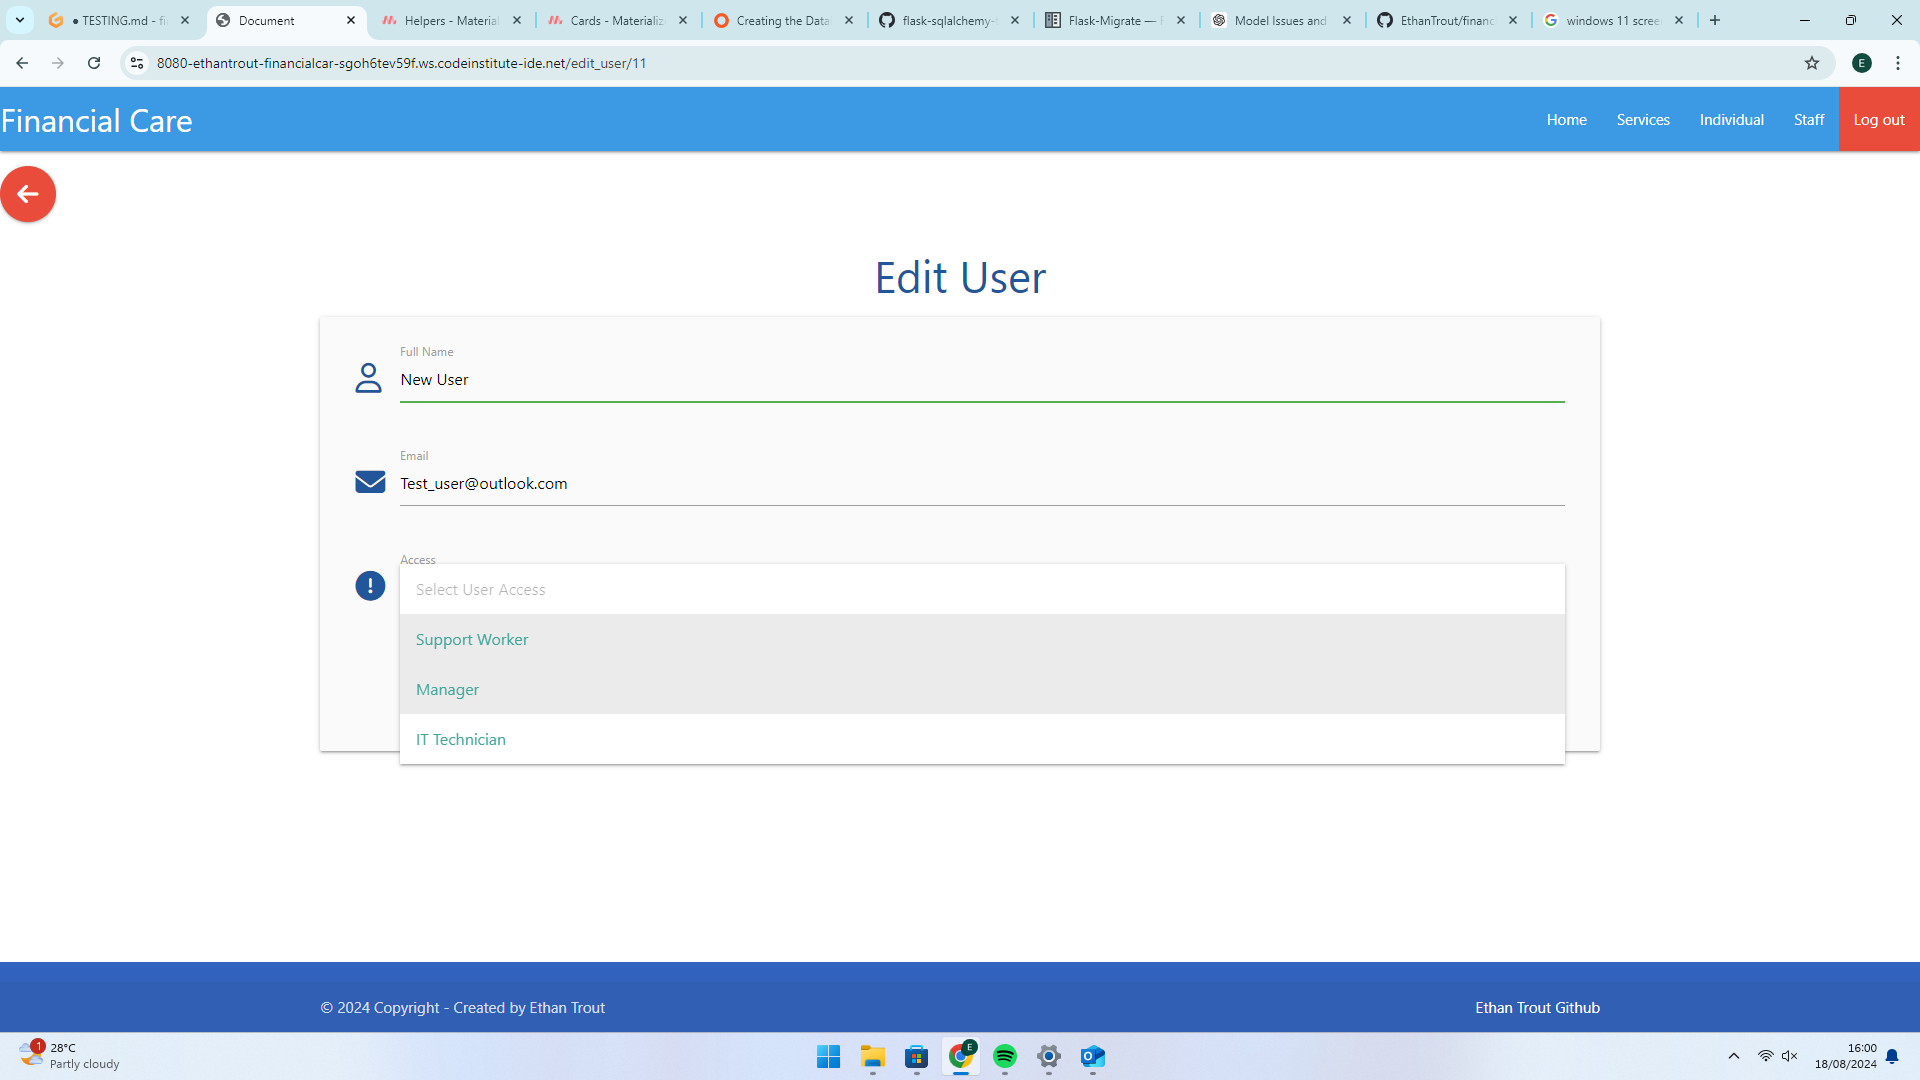 ● TESTING.md - fi
Document
Helpers - Material
Cards - Materializ
Creating the Data
flask-sqlalchemy-
Flask-Migrate —
Model Issues and
EthanTrout/financ
windows 11 scree
8080-ethantrout-financialcar-sgoh6tev59f.ws.codeinstitute-ide.net/edit_user/11
E
Financial Care
Home
Services
Individual
Staff
Log out
Edit User
Full Name
New User
Email
Test_user@outlook.com
Access
Select User Access
Support Worker
Manager
IT Technician
© 2024 Copyright - Created by Ethan Trout
Ethan Trout Github
1
28°C
Partly cloudy
E
16:00
18/08/2024